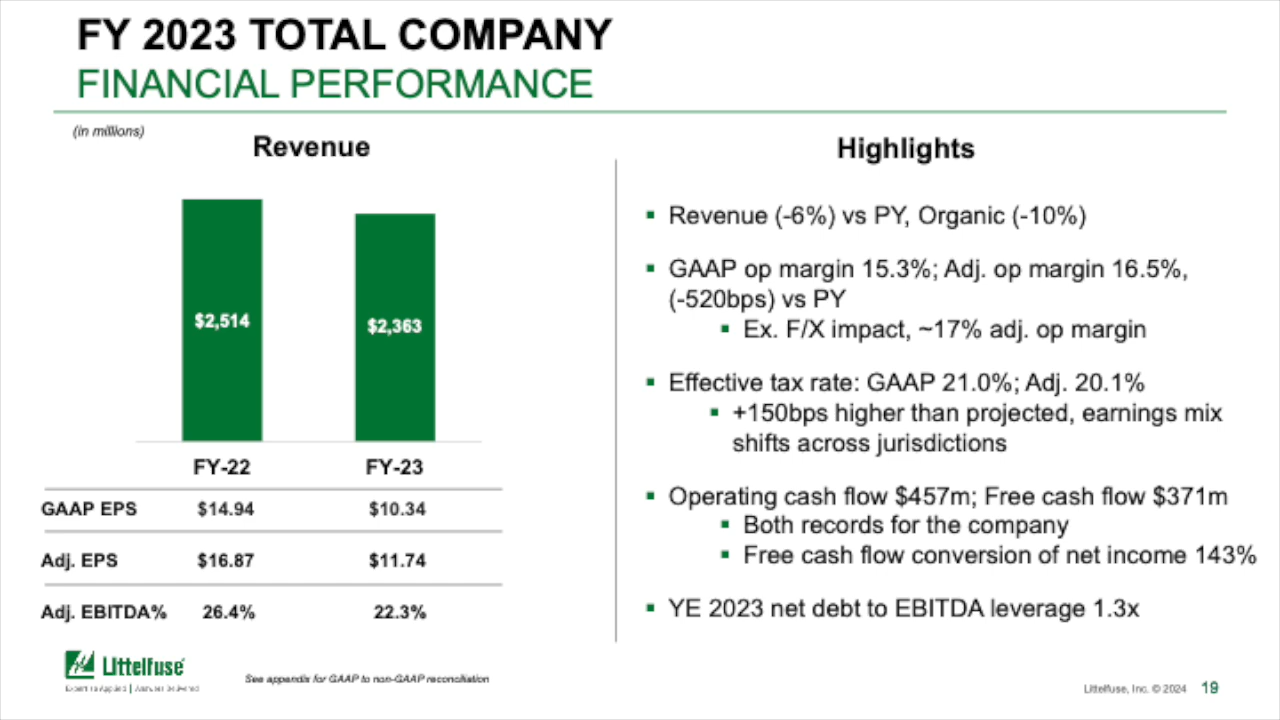 FY 2023 TOTAL COMPANY
FINANCIAL PERFORMANCE
(in millions)
Revenue
$2,514
$2,363
FY-22 FY-23
GAAP EPS $14.94 $10.34
Adj. EPS $16.87 $11.74
Adj. EBITDA% 26.4% 22.3%
Highlights
▪ Revenue (-6%) vs PY, Organic (-10%)
▪ GAAP op margin 15.3%; Adj. op margin 16.5%,
(-520bps) vs PY
▪ Ex. F/X impact, ~17% adj. op margin
▪ Effective tax rate: GAAP 21.0%; Adj. 20.1%
▪ +150bps higher than projected, earnings mix
shifts across jurisdictions
▪ Operating cash flow $457m; Free cash flow $371m
▪ Both records for the company
▪ Free cash flow conversion of net income 143%
▪ YE 2023 net debt to EBITDA leverage 1.3x
Littelfuse
See appendix for GAAP to non-GAAP reconciliation
Littelfuse, Inc. © 2024 19